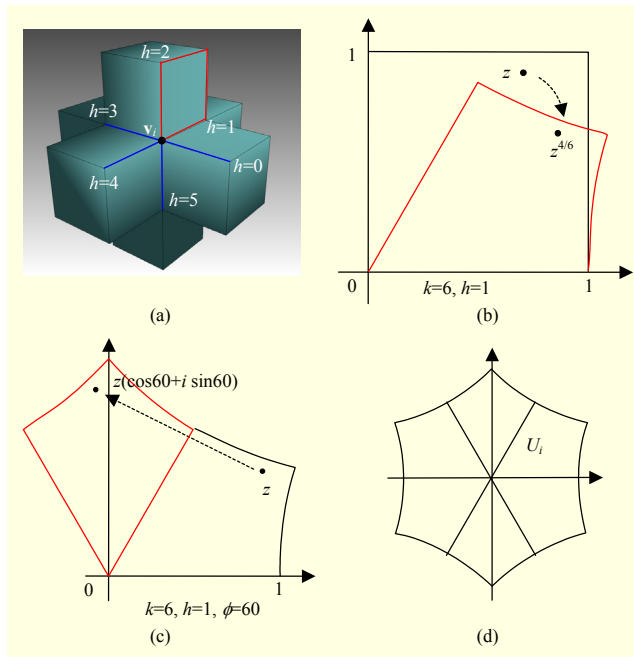 h=2
h=3
v_i
h=1
h=0
h=4
h=5
(a)
1
z
z^{4/6}
0
1
k=6, h=1
(b)
z(cos60+i sin60)
z
0
1
k=6, h=1, ϕ=60
(c)
U_i
(d)